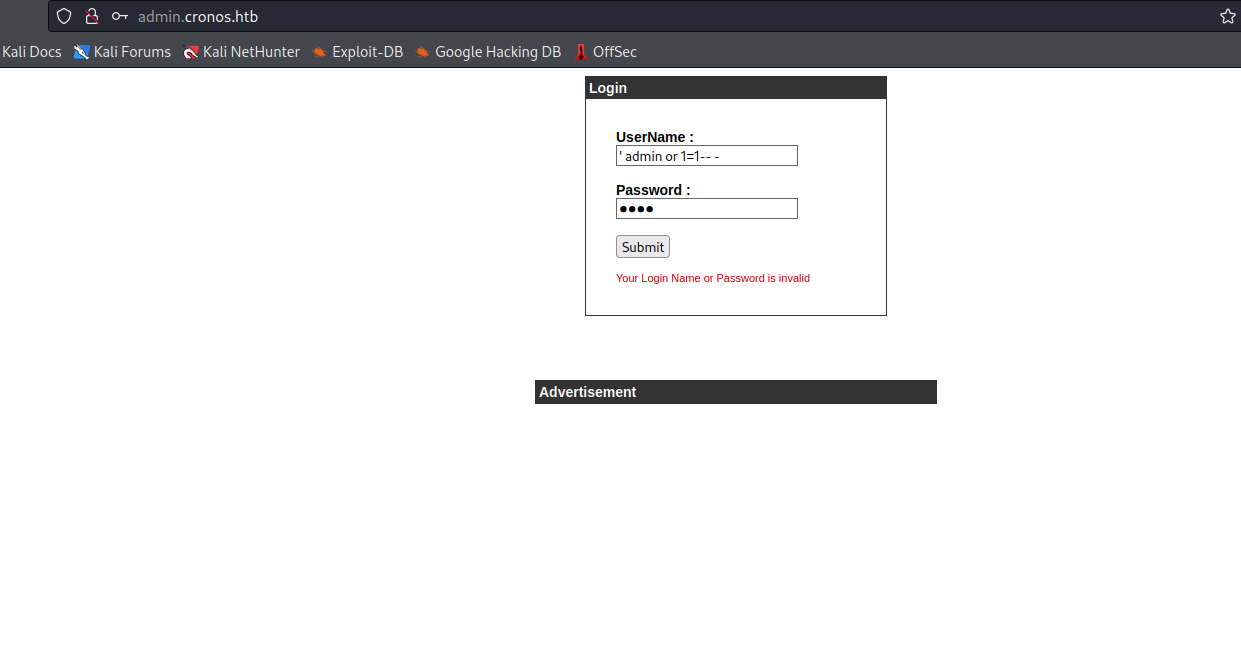 admin.cronos.htb
Kali Docs Kali Forums Kali NetHunter Exploit-DB Google Hacking DB OffSec
Login
UserName :
' admin or 1=1-- -
Password :
●●●●
Submit
Your Login Name or Password is invalid
Advertisement